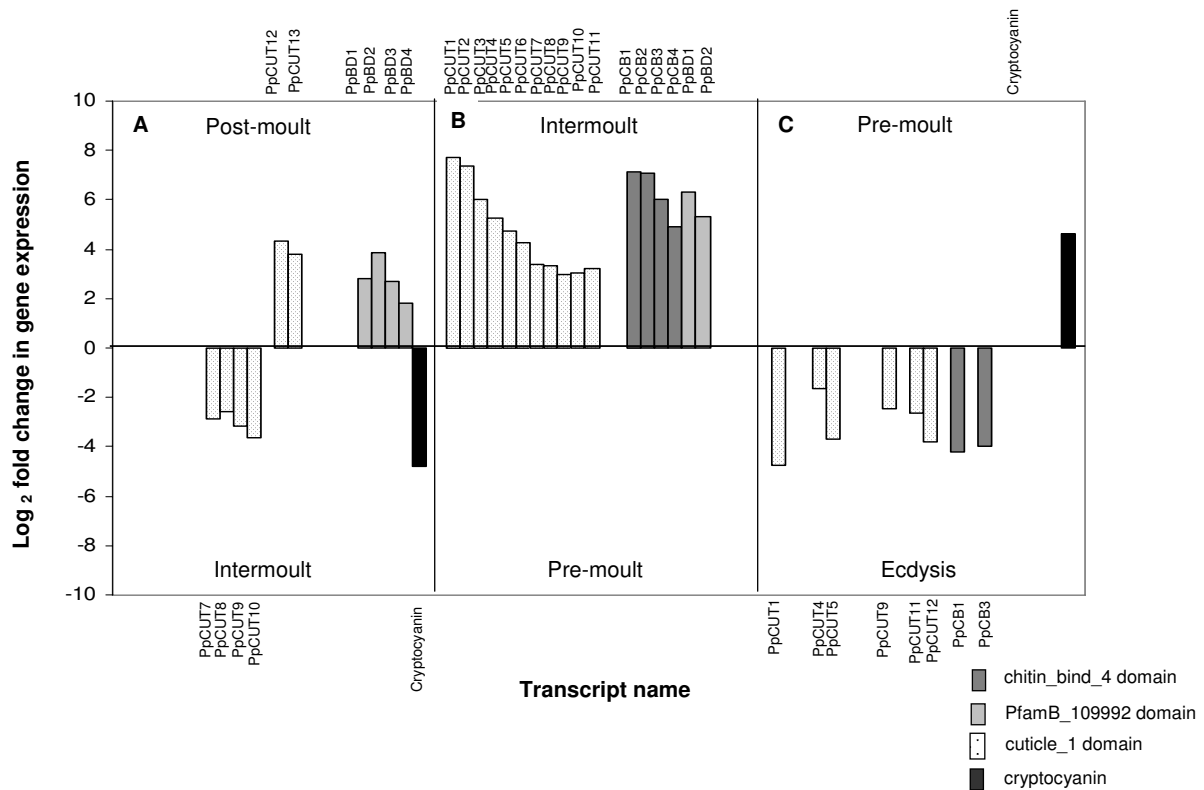 PpCUT12
PpCUT13
PpBD1
PpBD2
PpBD3
PpBD4
PpCUT1
PpCUT2
PpCUT3
PpCUT4
PpCUT5
PpCUT6
PpCUT7
PpCUT8
PpCUT9
PpCUT10
PpCUT11
PpCB1
PpCB2
PpCB3
PpCB4
PpBD1
PpBD2
Cryptocyanin
A Post-moult
B Intermoult
C Pre-moult
Log 2 fold change in gene expression
10
8
6
4
2
0
-2
-4
-6
-8
-10
Intermoult
Pre-moult
Ecdysis
PpCUT7
PpCUT8
PpCUT9
PpCUT10
Cryptocyanin
PpCUT1
PpCUT4
PpCUT5
PpCUT9
PpCUT11
PpCUT12
PpCB1
PpCB3
Transcript name
chitin_bind_4 domain
PfamB_109992 domain
cuticle_1 domain
cryptocyanin